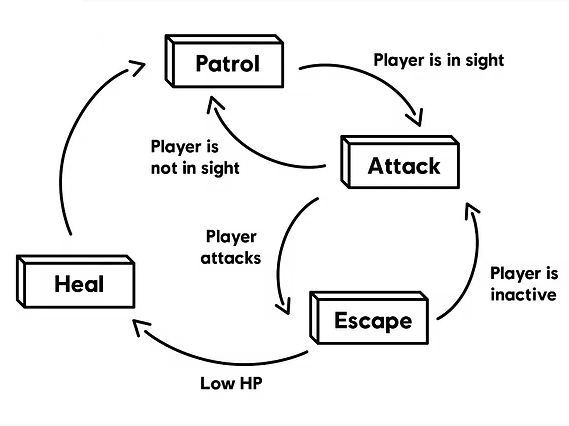 Patrol
Player is in sight
Player is
not in sight
Attack
Player
attacks
Heal
Player is
inactive
Escape
Low HP